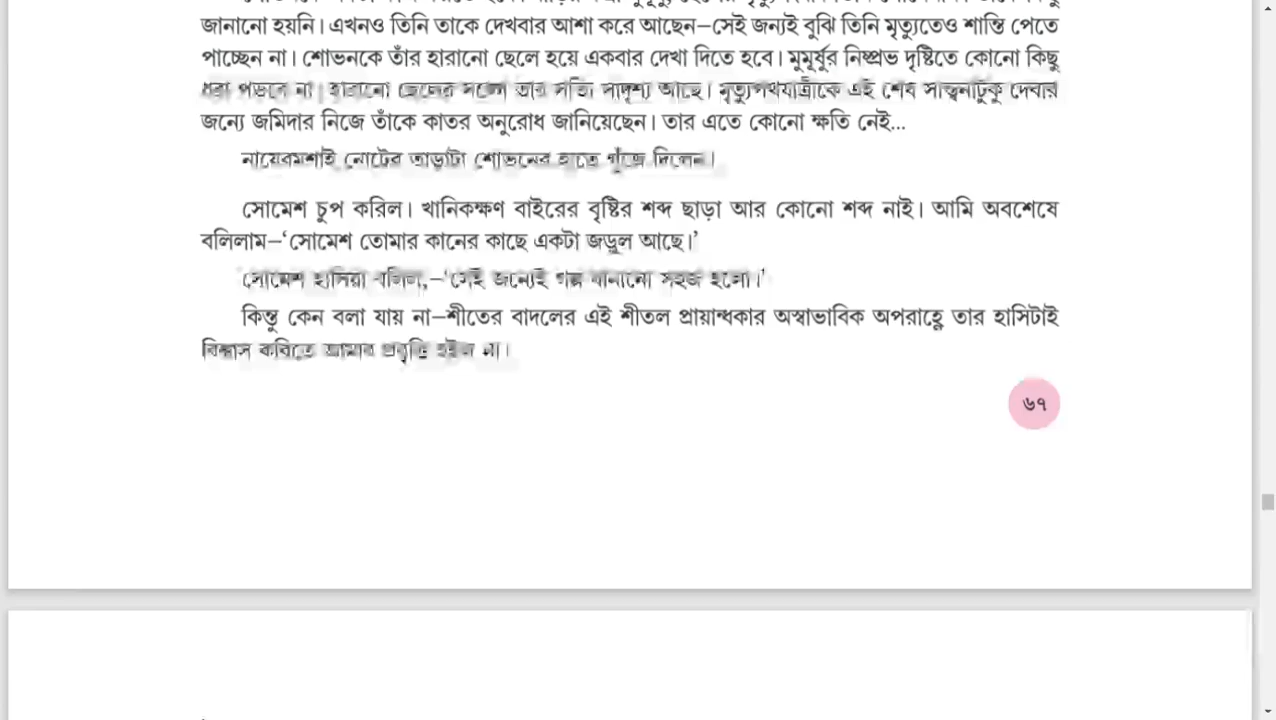 জানানো হয়নি। এখনও তিনি তাকে দেখবার আশা করে আছেন—সেই জন্যই বুঝি তিনি মৃত্যুতেও শান্তি পেতে
পাচ্ছেন না। শোভনকে তাঁর হারানো ছেলে হয়ে একবার দেখা দিতে হবে। মুমূর্ষুর নিষ্প্রভ দৃষ্টিতে কোনো কিছু
ধরা পড়বে না। হারানো ছেলের সঙ্গে তার সত্যি সাদৃশ্য আছে। মৃত্যুপথযাত্রীকে এই শেষ সান্ত্বনাটুকু দেবার
জন্যে জমিদার নিজে তাঁকে কাতর অনুরোধ জানিয়েছেন। তার এতে কোনো ক্ষতি নেই...
নায়েবমশাই নোটের তাড়াটা শোভনের হাতে গুঁজে দিলেন।
সোমেশ চুপ করিল। খানিকক্ষণ বাইরের বৃষ্টির শব্দ ছাড়া আর কোনো শব্দ নাই। আমি অবশেষে
বলিলাম—‘সোমেশ তোমার কানের কাছে একটা জড়ুল আছে।’
সোমেশ হাসিয়া বলিল,—‘সেই জন্যেই গল্প বানানো সহজ হলো।’
কিন্তু কেন বলা যায় না—শীতের বাদলের এই শীতল প্রায়ান্ধকার অস্বাভাবিক অপরাহ্ণে তার হাসিটাই
বিশ্বাস করিতে আমার প্রবৃত্তি হইল না।
৬৭